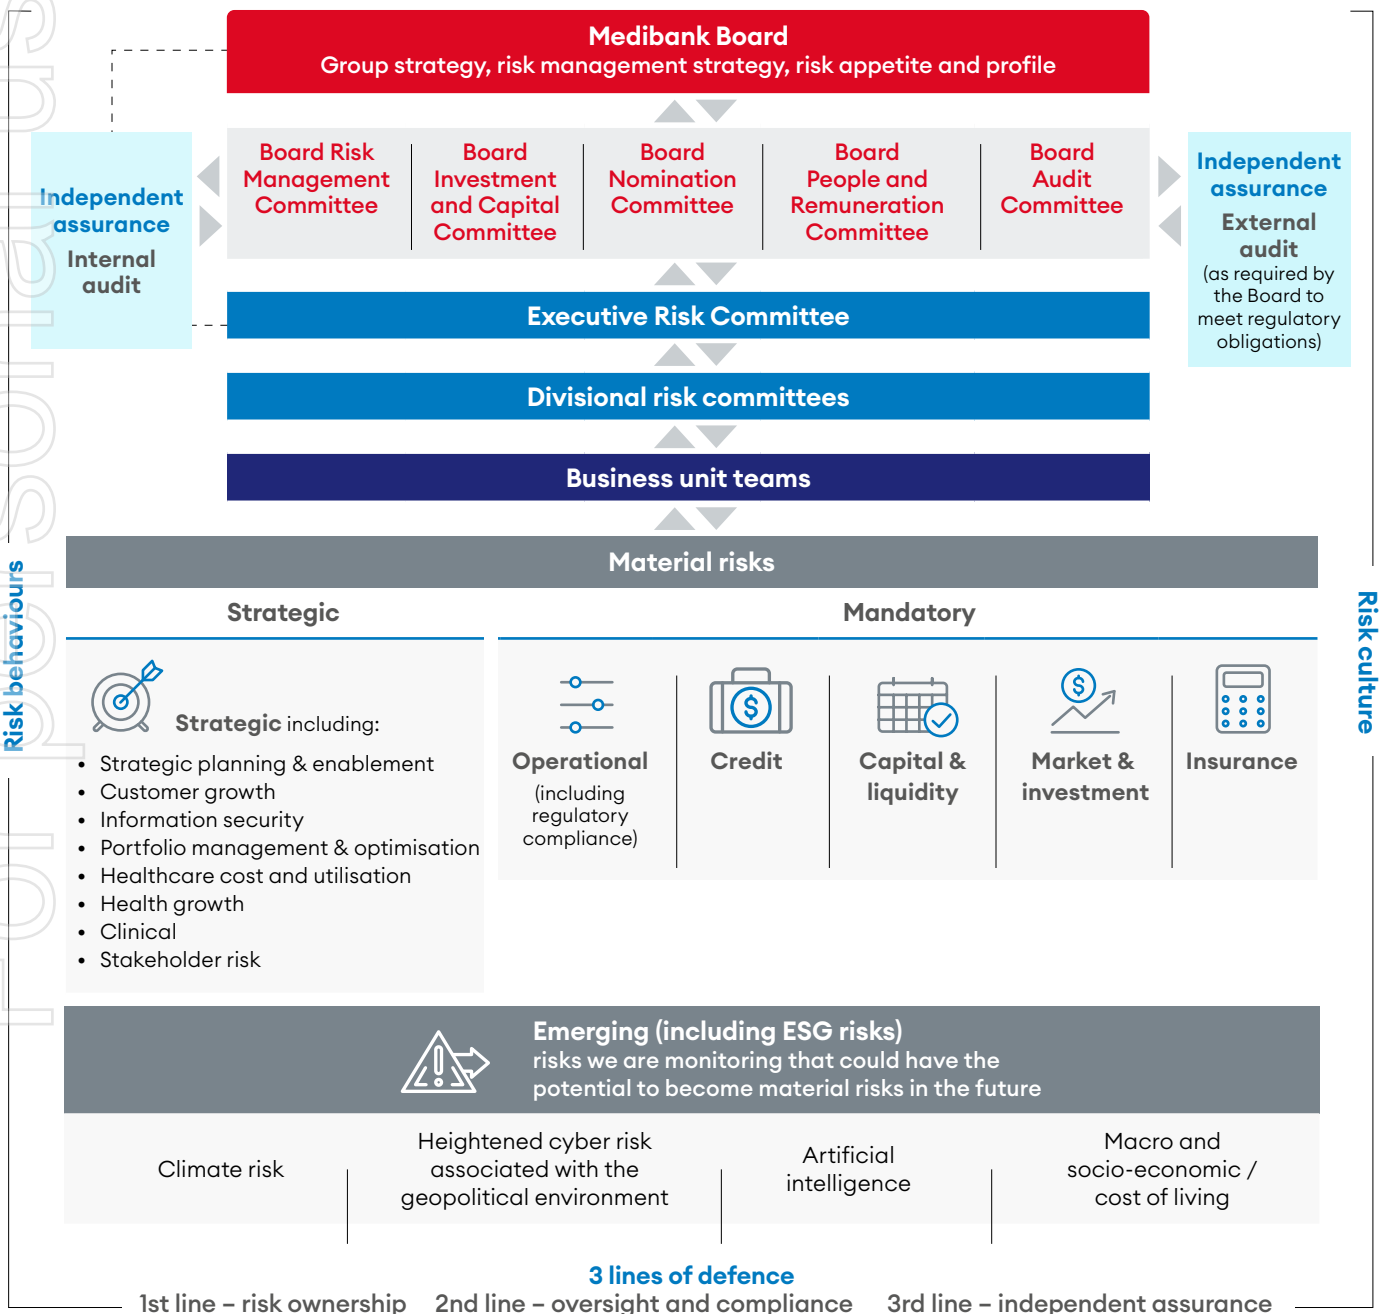 Medibank Board
Group strategy, risk management strategy, risk appetite and profile
Independent
assurance
Internal
audit
Board Risk
Management
Committee
Board
Investment
and Capital
Committee
Board
Nomination
Committee
Board
People and
Remuneration
Committee
Board
Audit
Committee
Independent
assurance
External
audit
(as required by
the Board to
meet regulatory
obligations)
Executive Risk Committee
Divisional risk committees
Business unit teams
Material risks
Risk behaviours
Risk culture
Strategic
Strategic including:
• Strategic planning & enablement
• Customer growth
• Information security
• Portfolio management & optimisation
• Healthcare cost and utilisation
• Health growth
• Clinical
• Stakeholder risk
Mandatory
Operational
(including
regulatory
compliance)
Credit
Capital &
liquidity
Market &
investment
Insurance
Emerging (including ESG risks)
risks we are monitoring that could have the
potential to become material risks in the future
Climate risk
Heightened cyber risk
associated with the
geopolitical environment
Artificial
intelligence
Macro and
socio-economic /
cost of living
3 lines of defence
1st line – risk ownership 2nd line – oversight and compliance 3rd line – independent assurance
For personal us